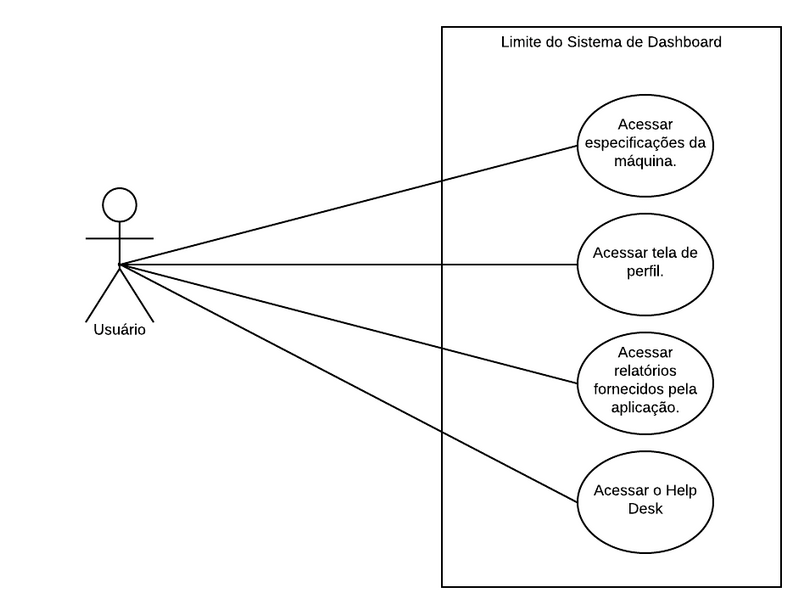 Limite do Sistema de Dashboard
Acessar
especificações da
máquina.
Acessar tela de
perfil.
Usuário
Acessar
relatórios
fornecidos pela
aplicação.
Acessar o Help
Desk